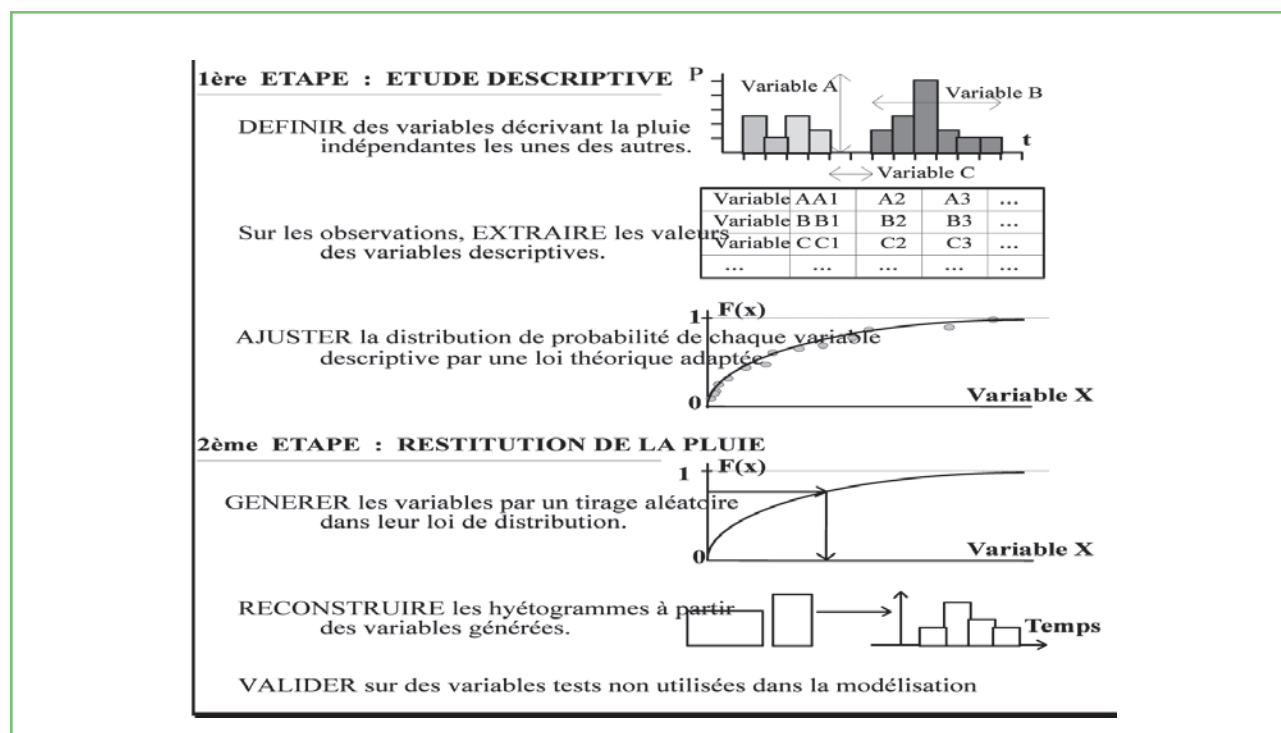 1ère ETAPE : ETUDE DESCRIPTIVE
P
Variable A
Variable B
t
Variable C
DEFINIR des variables décrivant la pluie
indépendantes les unes des autres.
Variable A A1 A2 A3 ...
Variable B B1 B2 B3 ...
Variable C C1 C2 C3 ...
... ... ... ... ...
Sur les observations, EXTRAIRE les valeurs
des variables descriptives.
1 F(x)
AJUSTER la distribution de probabilité de chaque variable
descriptive par une loi théorique adaptée.
0 Variable X
2ème ETAPE : RESTITUTION DE LA PLUIE
1 F(x)
GENERER les variables par un tirage aléatoire
dans leur loi de distribution.
0 Variable X
RECONSTRUIRE les hyétogrammes à partir
des variables générées.
Temps
VALIDER sur des variables tests non utilisées dans la modélisation